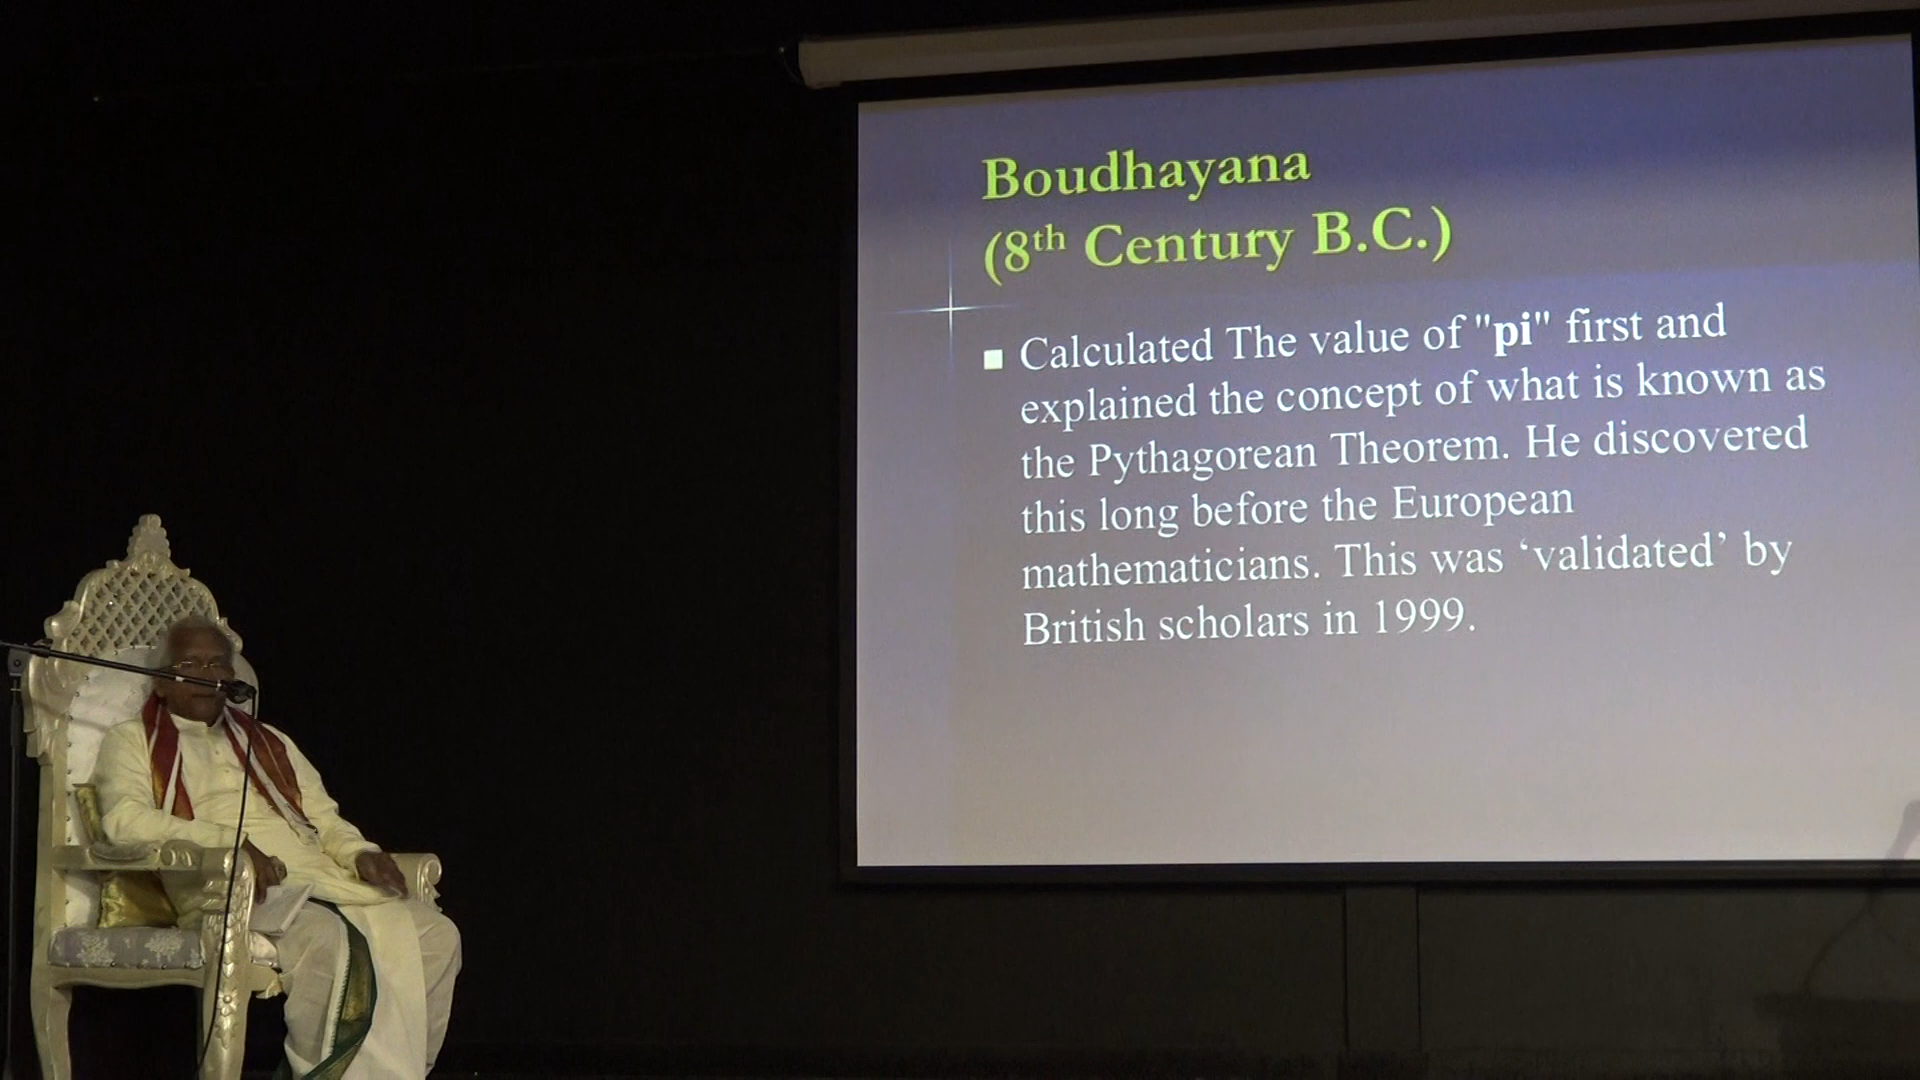 Boudhayana
(8th Century B.C.)
Calculated The value of "pi" first and
explained the concept of what is known as
the Pythagorean Theorem. He discovered
this long before the European
mathematicians. This was ‘validated’ by
British scholars in 1999.